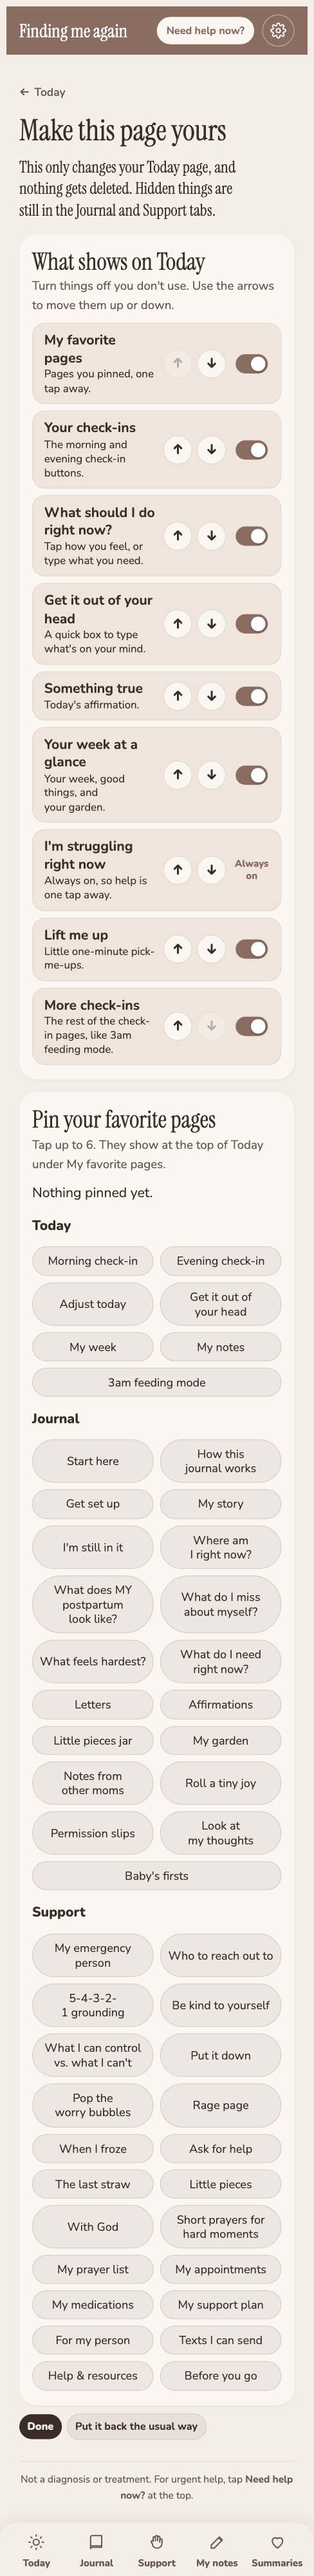 Finding me again
Need help now?
← Today
Make this page yours
This only changes your Today page, and
nothing gets deleted. Hidden things are
still in the Journal and Support tabs.
What shows on Today
Turn things off you don't use. Use the arrows
to move them up or down.
My favorite
pages
Pages you pinned, one
tap away.
Your check-ins
The morning and
evening check-in
buttons.
What should I do
right now?
Tap how you feel, or
type what you need.
Get it out of your
head
A quick box to type
what's on your mind.
Something true
Today's affirmation.
Your week at a
glance
Your week, good
things, and
your garden.
I'm struggling
right now
Always on, so help is
one tap away.
Always
on
Lift me up
Little one-minute pick-
me-ups.
More check-ins
The rest of the check-
in pages, like 3am
feeding mode.
Pin your favorite pages
Tap up to 6. They show at the top of Today
under My favorite pages.
Nothing pinned yet.
Today
Morning check-in
Evening check-in
Adjust today
Get it out of
your head
My week
My notes
3am feeding mode
Journal
Start here
How this
journal works
Get set up
My story
I'm still in it
Where am
I right now?
What does MY
postpartum
look like?
What do I miss
about myself?
What feels hardest?
What do I need
right now?
Letters
Affirmations
Little pieces jar
My garden
Notes from
other moms
Roll a tiny joy
Permission slips
Look at
my thoughts
Baby's firsts
Support
My emergency
person
Who to reach out to
5-4-3-2-
1 grounding
Be kind to yourself
What I can control
vs. what I can't
Put it down
Pop the
worry bubbles
Rage page
When I froze
Ask for help
The last straw
Little pieces
With God
Short prayers for
hard moments
My prayer list
My appointments
My medications
My support plan
For my person
Texts I can send
Help & resources
Before you go
Done
Put it back the usual way
Not a diagnosis or treatment. For urgent help, tap Need help
now? at the top.
Today
Journal
Support
My notes
Summaries